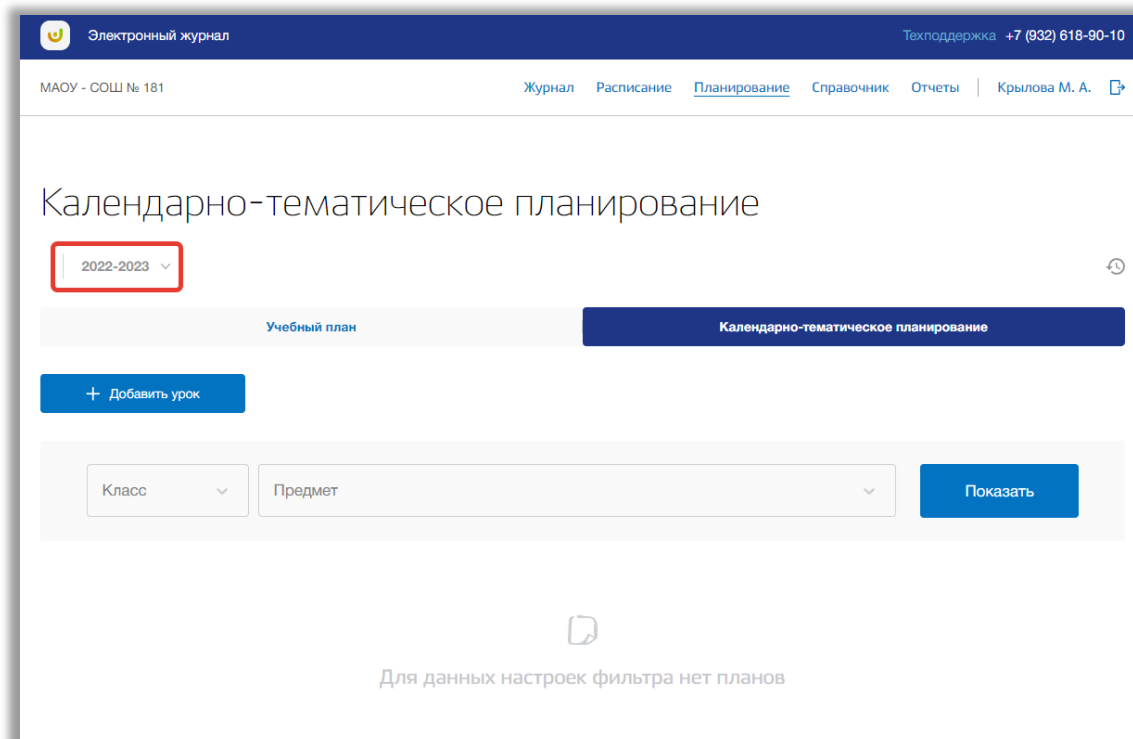 Электронный журнал Техподдержка +7 (932) 618-90-10
МАОУ - СОШ № 181 Журнал Расписание Планирование Справочник Отчеты Крылова М. А.
Календарно-тематическое планирование
2022-2023
Учебный план Календарно-тематическое планирование
+ Добавить урок
Класс Предмет Показать
Для данных настроек фильтра нет планов